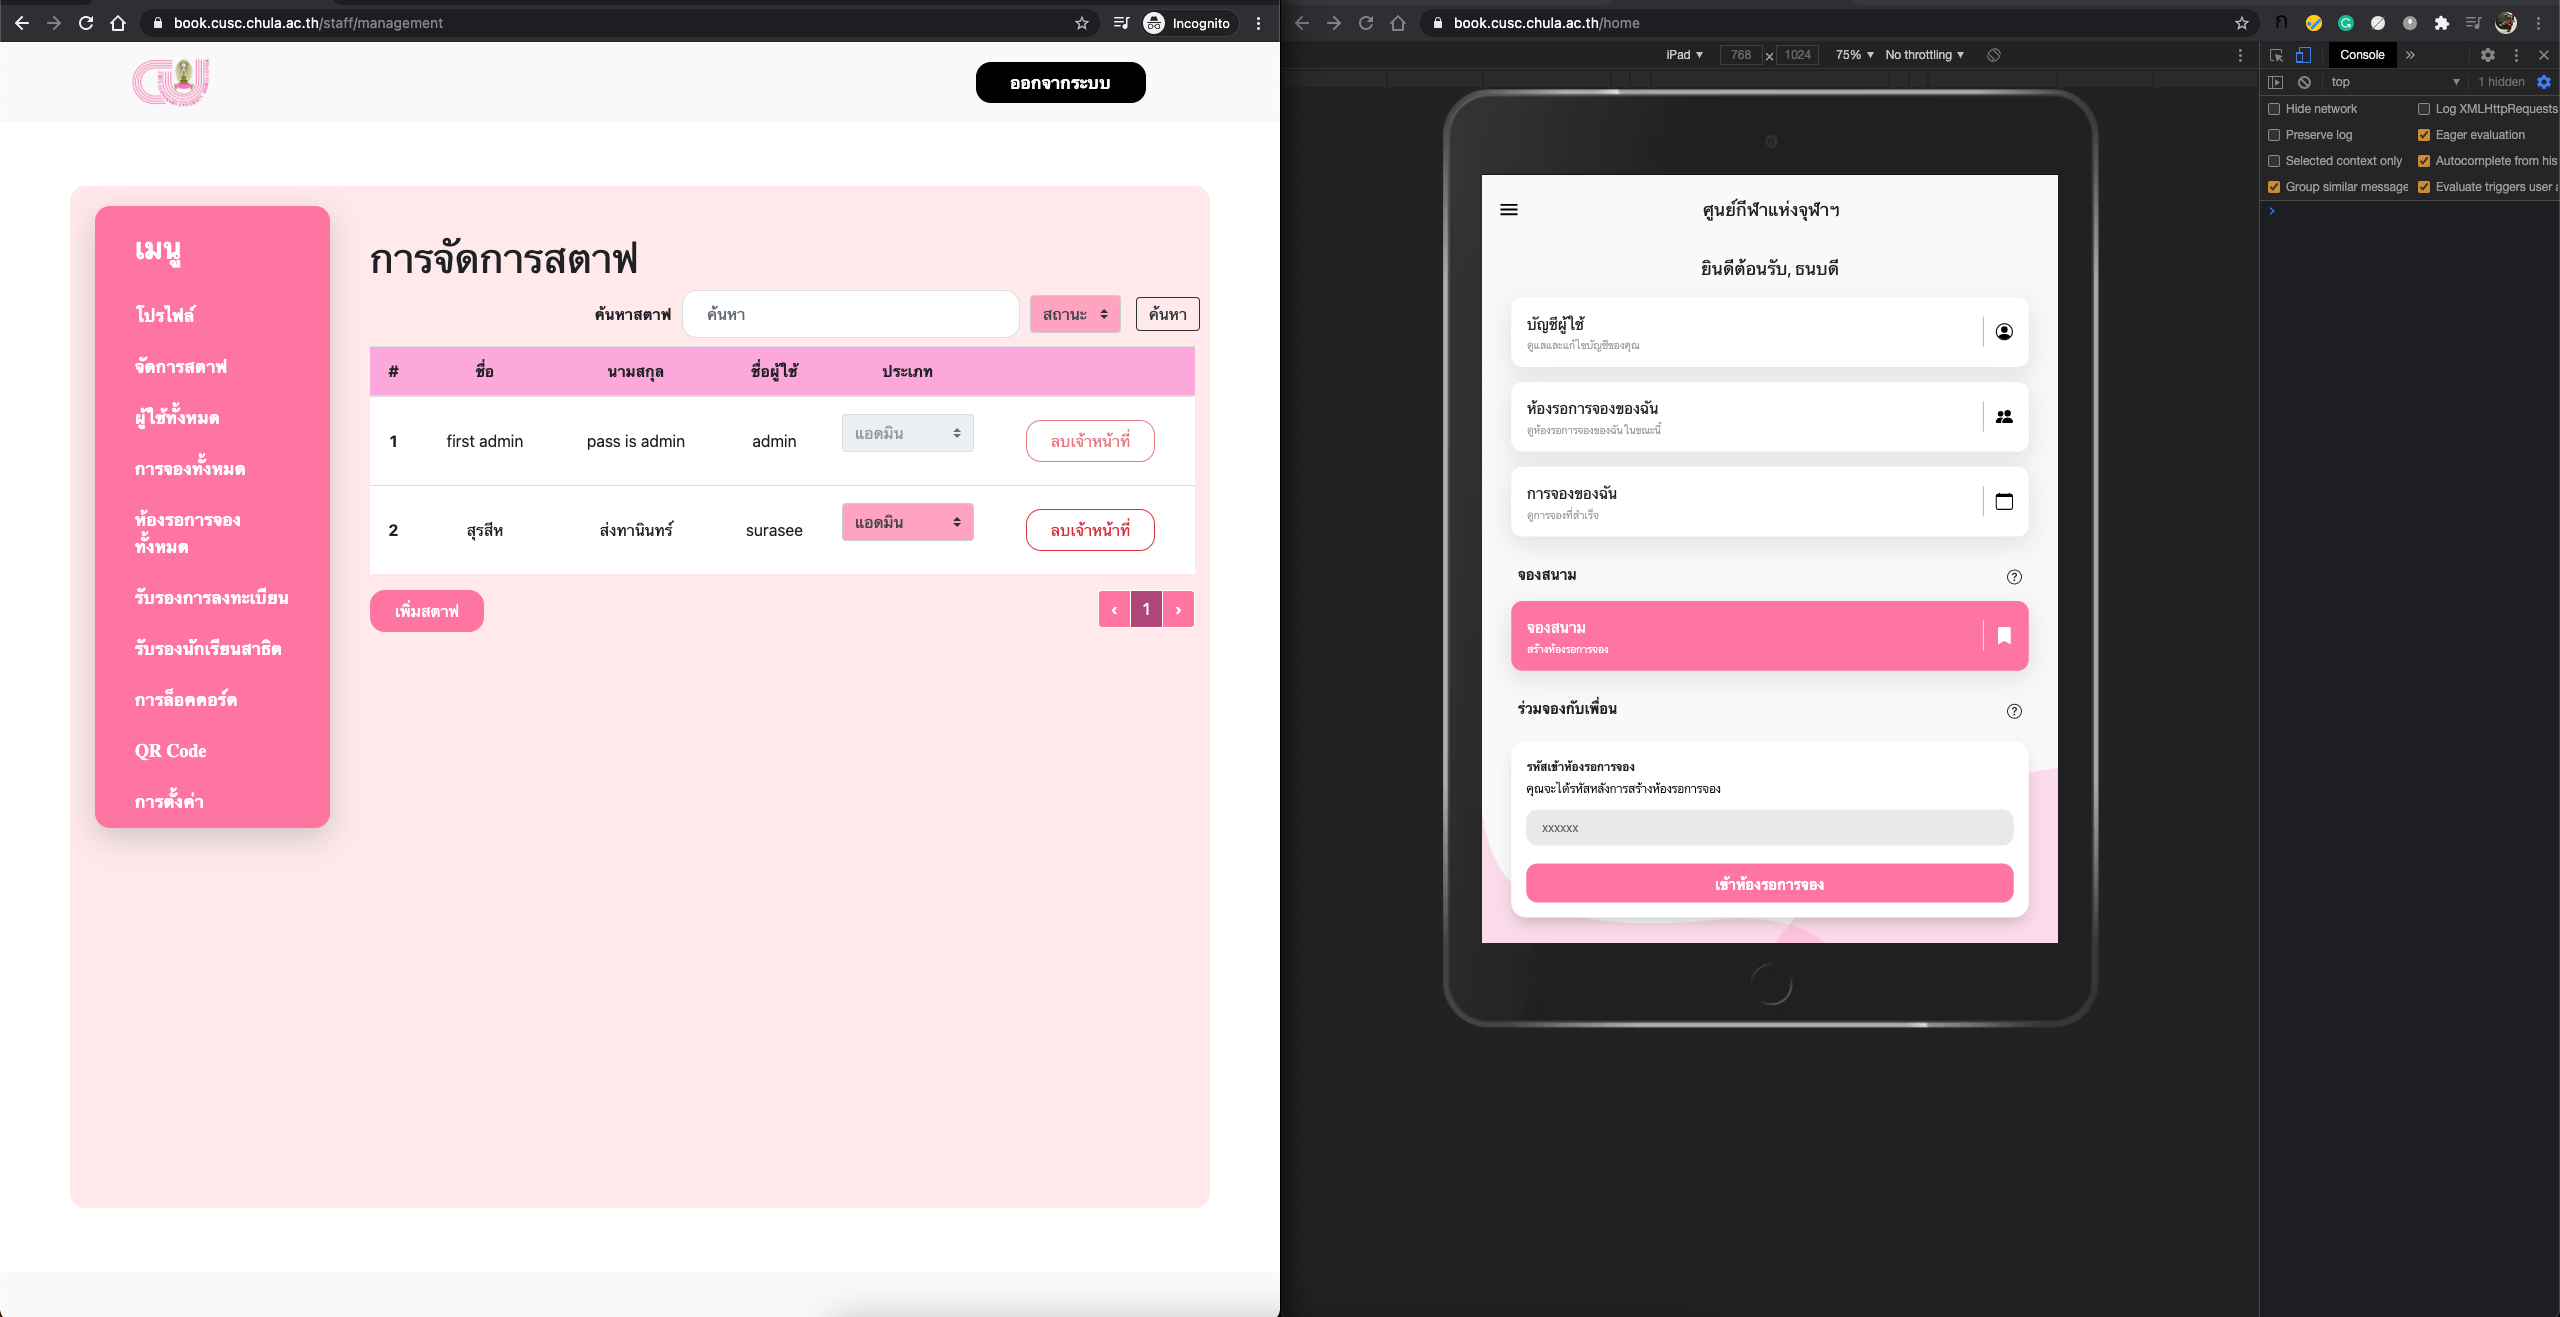 book.cusc.chula.ac.th/staff/management
Incognito
ออกจากระบบ
เมนู
โปรไฟล์
จัดการสตาฟ
ผู้ใช้ทั้งหมด
การจองทั้งหมด
ห้องรอการจอง
ทั้งหมด
รับรองการลงทะเบียน
รับรองนักเรียนสาธิต
การล็อคคอร์ด
QR Code
การตั้งค่า
การจัดการสตาฟ
ค้นหาสตาฟ ค้นหา สถานะ ค้นหา
# ชื่อ นามสกุล ชื่อผู้ใช้ ประเภท
1 first admin pass is admin admin แอดมิน ลบเจ้าหน้าที่
2 สุรสีห ส่งทานินทร์ surasee แอดมิน ลบเจ้าหน้าที่
เพิ่มสตาฟ ‹ 1 ›
book.cusc.chula.ac.th/home
iPad ▾ 768 × 1024 75% ▾ No throttling ▾
ศูนย์กีฬาแห่งจุฬาฯ
ยินดีต้อนรับ, ธนบดี
บัญชีผู้ใช้
ดูแลและแก้ไขบัญชีของคุณ
ห้องรอการจองของฉัน
ดูห้องรอการจองของฉัน ในขณะนี้
การจองของฉัน
ดูการจองที่สำเร็จ
จองสนาม
จองสนาม
สร้างห้องรอการจอง
ร่วมจองกับเพื่อน
รหัสเข้าห้องรอการจอง
คุณจะได้รหัสหลังการสร้างห้องรอการจอง
xxxxxx
เข้าห้องรอการจอง
Console »
top 1 hidden
Hide network Log XMLHttpRequests
Preserve log Eager evaluation
Selected context only Autocomplete from his
Group similar message Evaluate triggers user a